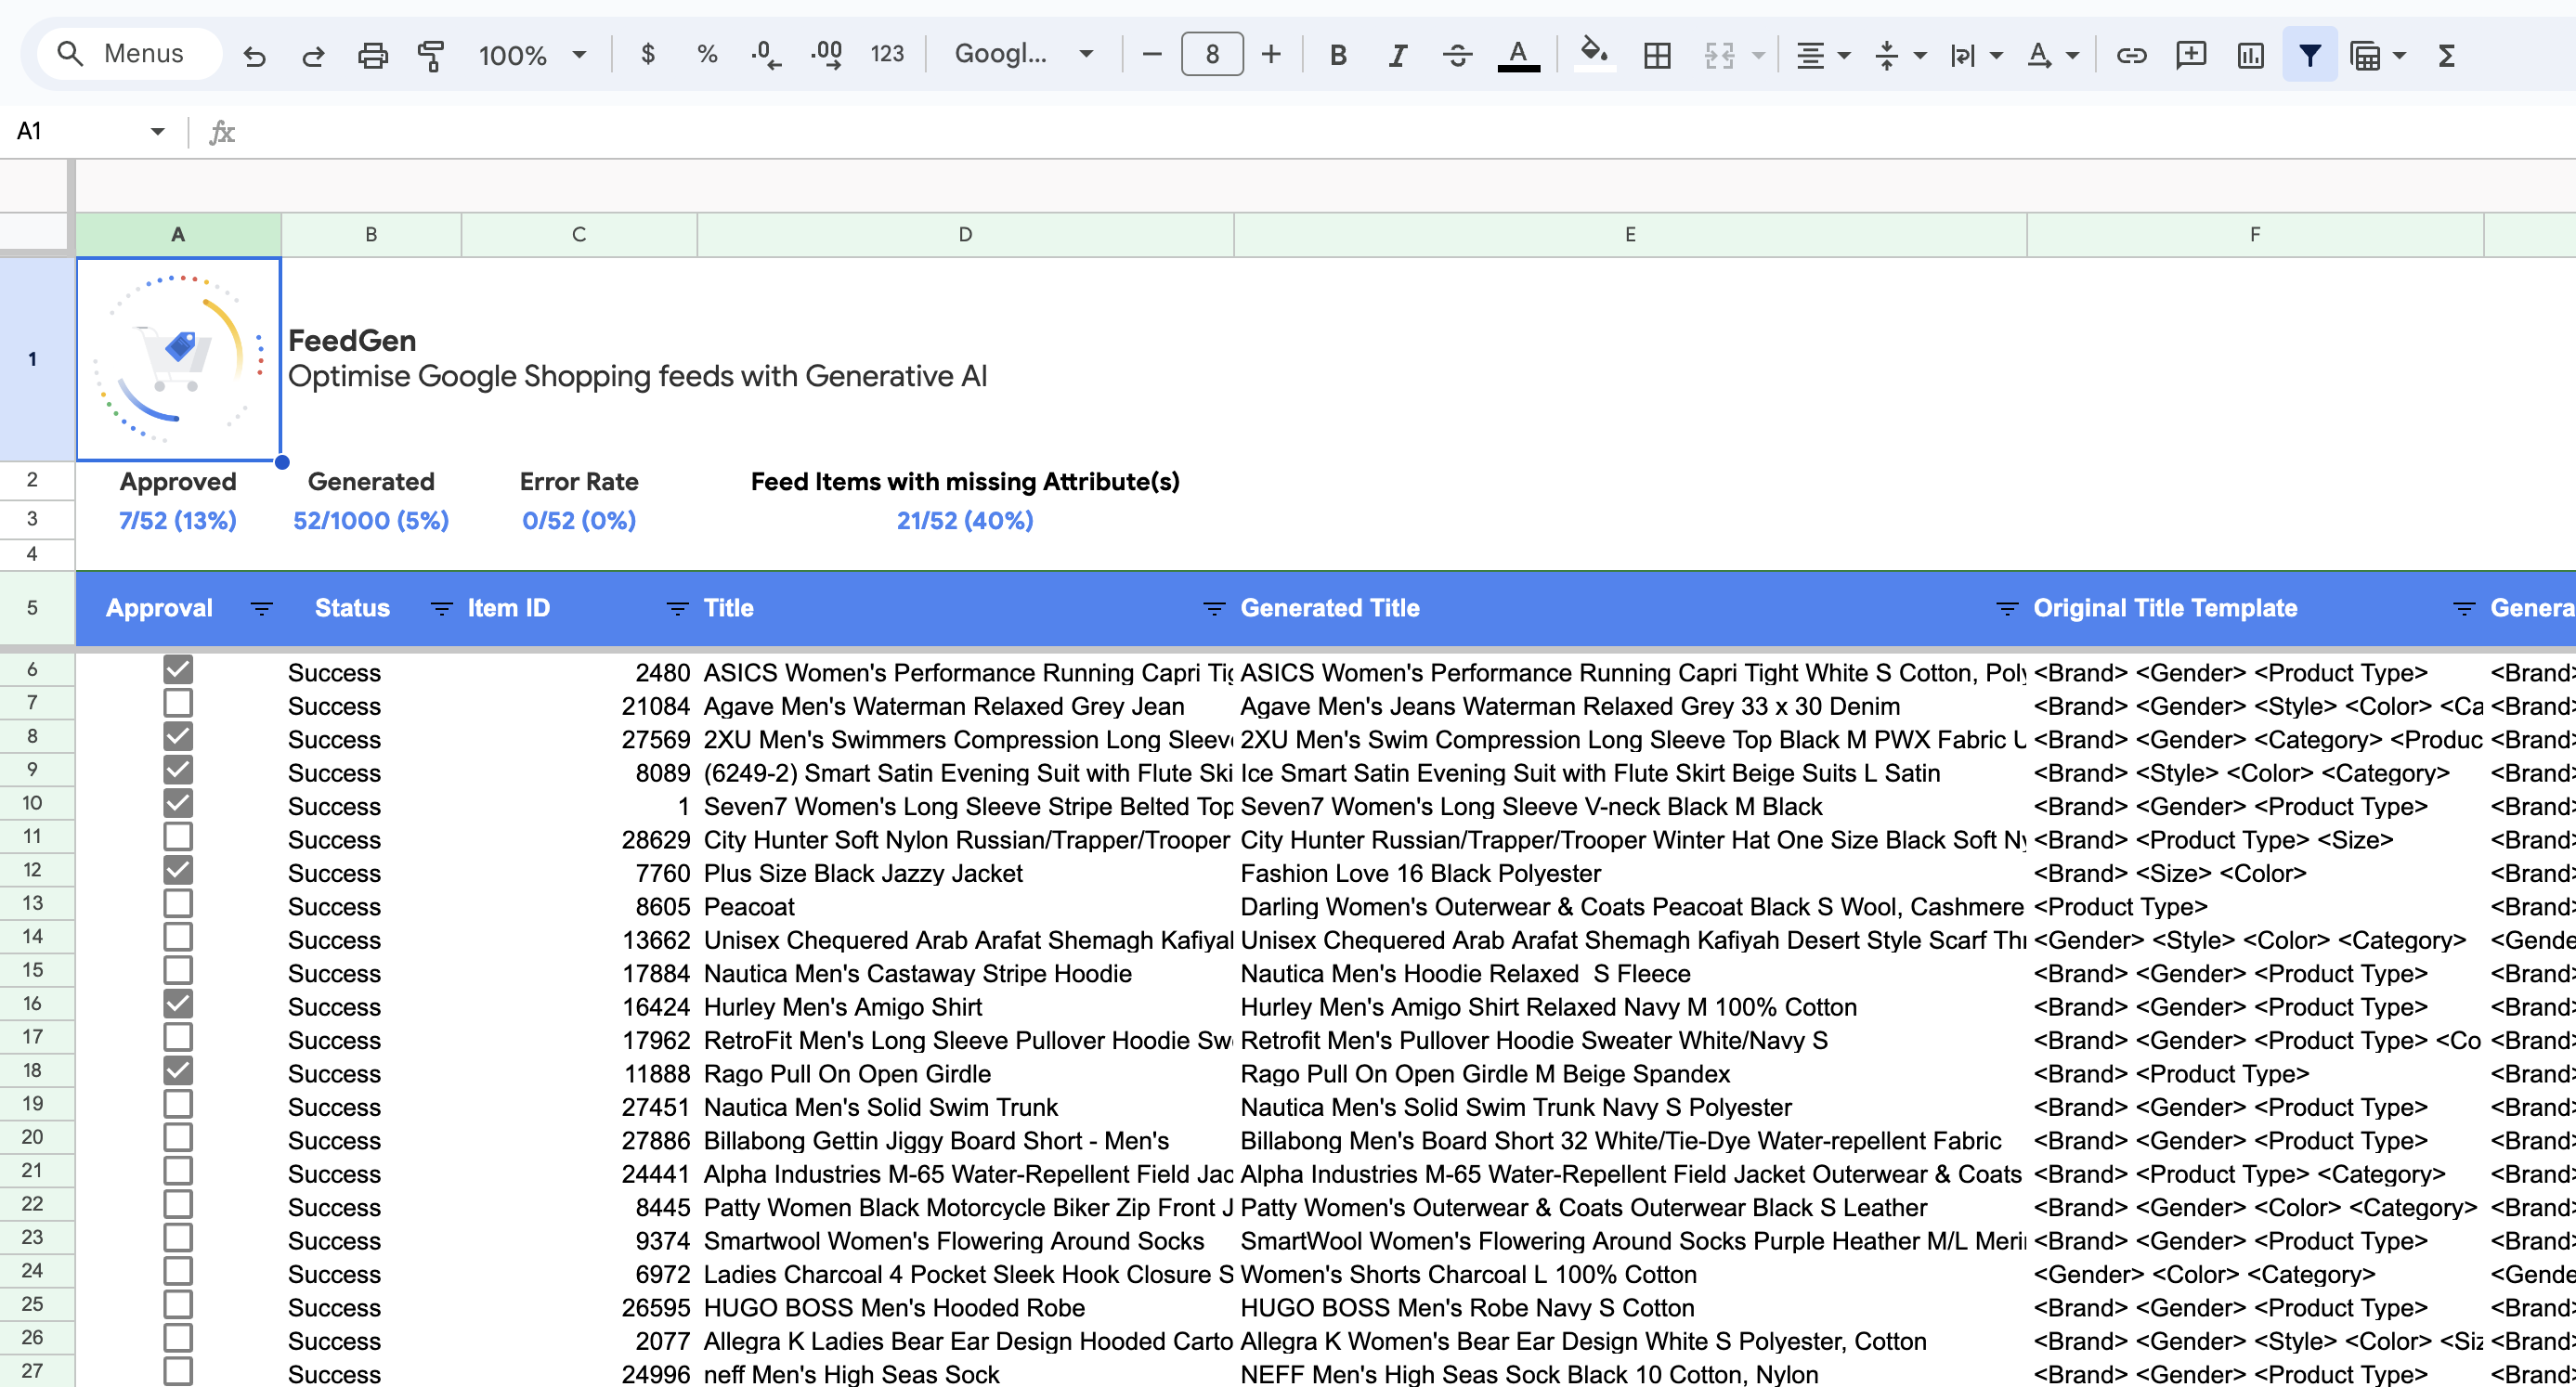 Menus 100% $ % .0 .00 123 Googl... 8 B I S A A Σ
A1 fx
A B C D E F
1 FeedGen
Optimise Google Shopping feeds with Generative AI
2 Approved Generated Error Rate Feed Items with missing Attribute(s)
3 7/52 (13%) 52/1000 (5%) 0/52 (0%) 21/52 (40%)
4
5 Approval Status Item ID Title Generated Title Original Title Template Genera
6 Success 2480 ASICS Women's Performance Running Capri Tig ASICS Women's Performance Running Capri Tight White S Cotton, Poly <Brand> <Gender> <Product Type> <Brand>
7 Success 21084 Agave Men's Waterman Relaxed Grey Jean Agave Men's Jeans Waterman Relaxed Grey 33 x 30 Denim <Brand> <Gender> <Style> <Color> <Ca <Brand>
8 Success 27569 2XU Men's Swimmers Compression Long Sleeve 2XU Men's Swim Compression Long Sleeve Top Black M PWX Fabric U <Brand> <Gender> <Category> <Produc <Brand>
9 Success 8089 (6249-2) Smart Satin Evening Suit with Flute Ski Ice Smart Satin Evening Suit with Flute Skirt Beige Suits L Satin <Brand> <Style> <Color> <Category> <Brand>
10 Success 1 Seven7 Women's Long Sleeve Stripe Belted Top Seven7 Women's Long Sleeve V-neck Black M Black <Brand> <Gender> <Product Type> <Brand>
11 Success 28629 City Hunter Soft Nylon Russian/Trapper/Trooper City Hunter Russian/Trapper/Trooper Winter Hat One Size Black Soft Ny <Brand> <Product Type> <Size> <Brand>
12 Success 7760 Plus Size Black Jazzy Jacket Fashion Love 16 Black Polyester <Brand> <Size> <Color> <Brand>
13 Success 8605 Peacoat Darling Women's Outerwear & Coats Peacoat Black S Wool, Cashmere <Product Type> <Brand>
14 Success 13662 Unisex Chequered Arab Arafat Shemagh Kafiyal Unisex Chequered Arab Arafat Shemagh Kafiyah Desert Style Scarf Thr <Gender> <Style> <Color> <Category> <Gende
15 Success 17884 Nautica Men's Castaway Stripe Hoodie Nautica Men's Hoodie Relaxed  S Fleece <Brand> <Gender> <Product Type> <Brand>
16 Success 16424 Hurley Men's Amigo Shirt Hurley Men's Amigo Shirt Relaxed Navy M 100% Cotton <Brand> <Gender> <Product Type> <Brand>
17 Success 17962 RetroFit Men's Long Sleeve Pullover Hoodie Swe Retrofit Men's Pullover Hoodie Sweater White/Navy S <Brand> <Gender> <Product Type> <Co <Brand>
18 Success 11888 Rago Pull On Open Girdle Rago Pull On Open Girdle M Beige Spandex <Brand> <Product Type> <Brand>
19 Success 27451 Nautica Men's Solid Swim Trunk Nautica Men's Solid Swim Trunk Navy S Polyester <Brand> <Gender> <Product Type> <Brand>
20 Success 27886 Billabong Gettin Jiggy Board Short - Men's Billabong Men's Board Short 32 White/Tie-Dye Water-repellent Fabric <Brand> <Gender> <Product Type> <Brand>
21 Success 24441 Alpha Industries M-65 Water-Repellent Field Jac Alpha Industries M-65 Water-Repellent Field Jacket Outerwear & Coats <Brand> <Product Type> <Category> <Brand>
22 Success 8445 Patty Women Black Motorcycle Biker Zip Front J Patty Women's Outerwear & Coats Outerwear Black S Leather <Brand> <Gender> <Color> <Category> <Brand>
23 Success 9374 Smartwool Women's Flowering Around Socks SmartWool Women's Flowering Around Socks Purple Heather M/L Meri <Brand> <Gender> <Product Type> <Brand>
24 Success 6972 Ladies Charcoal 4 Pocket Sleek Hook Closure S Women's Shorts Charcoal L 100% Cotton <Gender> <Color> <Category> <Gende
25 Success 26595 HUGO BOSS Men's Hooded Robe HUGO BOSS Men's Robe Navy S Cotton <Brand> <Gender> <Product Type> <Brand>
26 Success 2077 Allegra K Ladies Bear Ear Design Hooded Carto Allegra K Women's Bear Ear Design White S Polyester, Cotton <Brand> <Gender> <Style> <Color> <Siz <Brand>
27 Success 24996 neff Men's High Seas Sock NEFF Men's High Seas Sock Black 10 Cotton, Nylon <Brand> <Gender> <Product Type> <Brand>